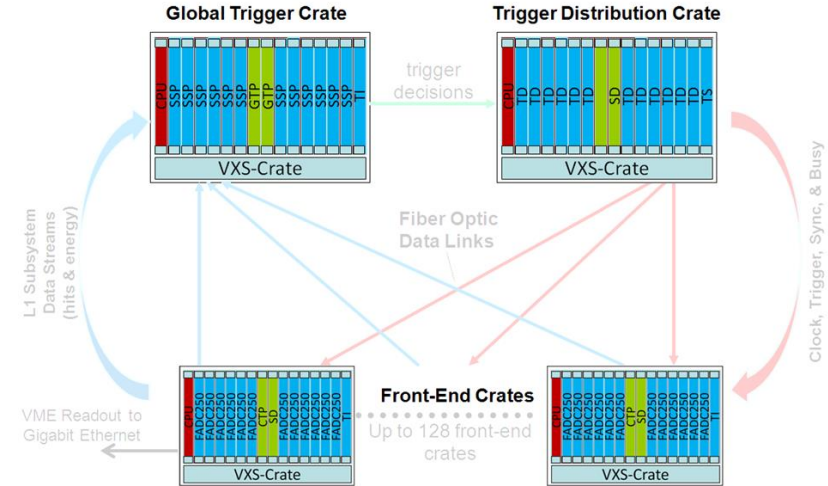 Global Trigger Crate
Trigger Distribution Crate
CPU
SSP
SSP
SSP
SSP
SSP
SSP
GTP
GTP
SSP
SSP
SSP
SSP
SSP
SSP
TI
VXS-Crate
trigger
decisions
CPU
TD
TD
TD
TD
TD
TD
SD
TD
TD
TD
TD
TD
TD
TS
VXS-Crate
L1 Subsystem
Data Streams
(hits & energy)
Fiber Optic
Data Links
Clock, Trigger, Sync, & Busy
CPU
FADC250
FADC250
FADC250
FADC250
FADC250
FADC250
CTP
SD
FADC250
FADC250
FADC250
FADC250
FADC250
FADC250
TI
VXS-Crate
VME Readout to
Gigabit Ethernet
Front-End Crates
Up to 128 front-end
crates
CPU
FADC250
FADC250
FADC250
FADC250
FADC250
FADC250
CTP
SD
FADC250
FADC250
FADC250
FADC250
FADC250
FADC250
TI
VXS-Crate